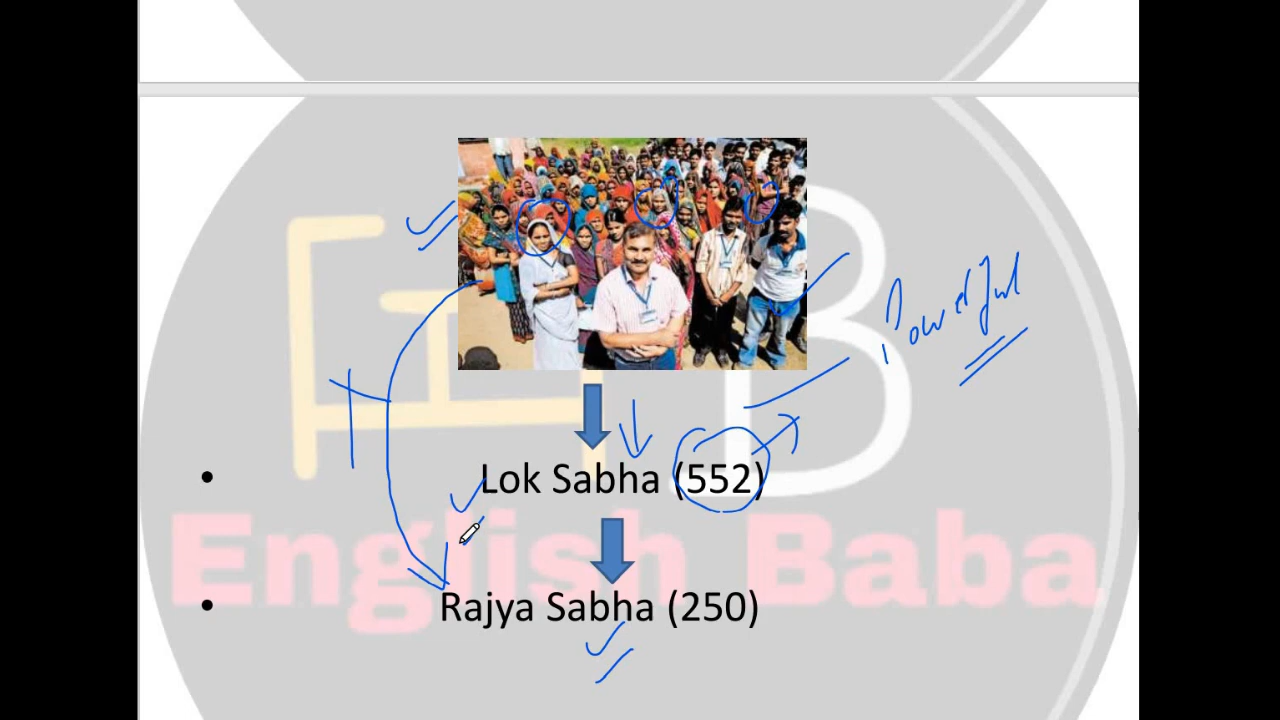 Powerful
• Lok Sabha (552)
English Baba
• Rajya Sabha (250)